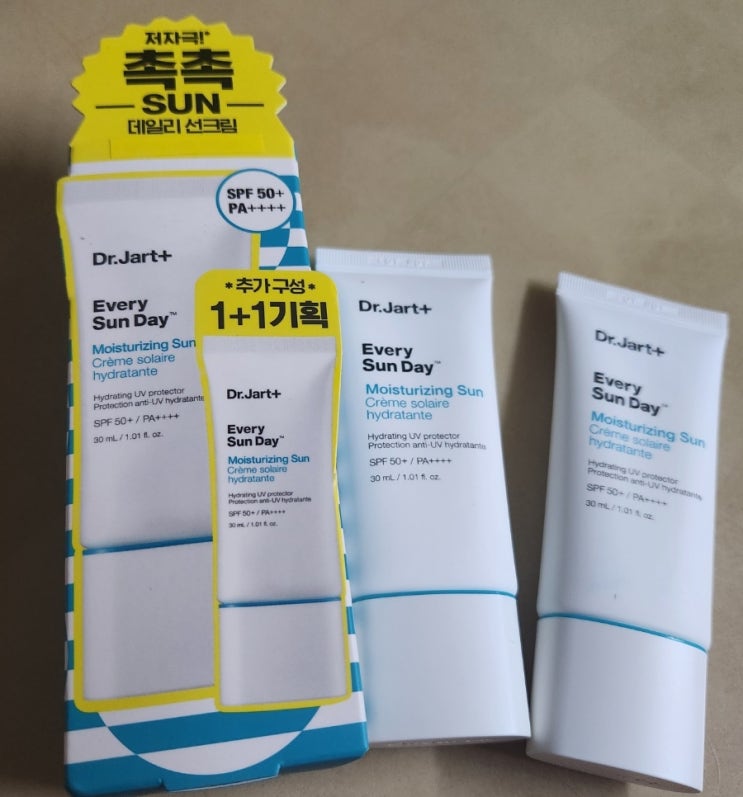 저자극!*
촉촉
SUN
데일리 선크림
SPF 50+
PA++++
Dr.Jart+
Every
Sun Day™
Moisturizing Sun
Crème solaire
hydratante
Hydrating UV protector
Protection anti-UV hydratante
SPF 50+ / PA++++
30 mL / 1.01 fl. oz.
*추가 구성*
1+1기획
Dr.Jart+
Every
Sun Day™
Moisturizing Sun
Crème solaire
hydratante
Hydrating UV protector
Protection anti-UV hydratante
SPF 50+ / PA++++
30 mL / 1.01 fl. oz.
Dr.Jart+
Every
Sun Day™
Moisturizing Sun
Crème solaire
hydratante
Hydrating UV protector
Protection anti-UV hydratante
SPF 50+ / PA++++
30 mL / 1.01 fl. oz.
Dr.Jart+
Every
Sun Day™
Moisturizing Sun
Crème solaire
hydratante
Hydrating UV protector
Protection anti-UV hydratante
SPF 50+ / PA++++
30 mL / 1.01 fl. oz.